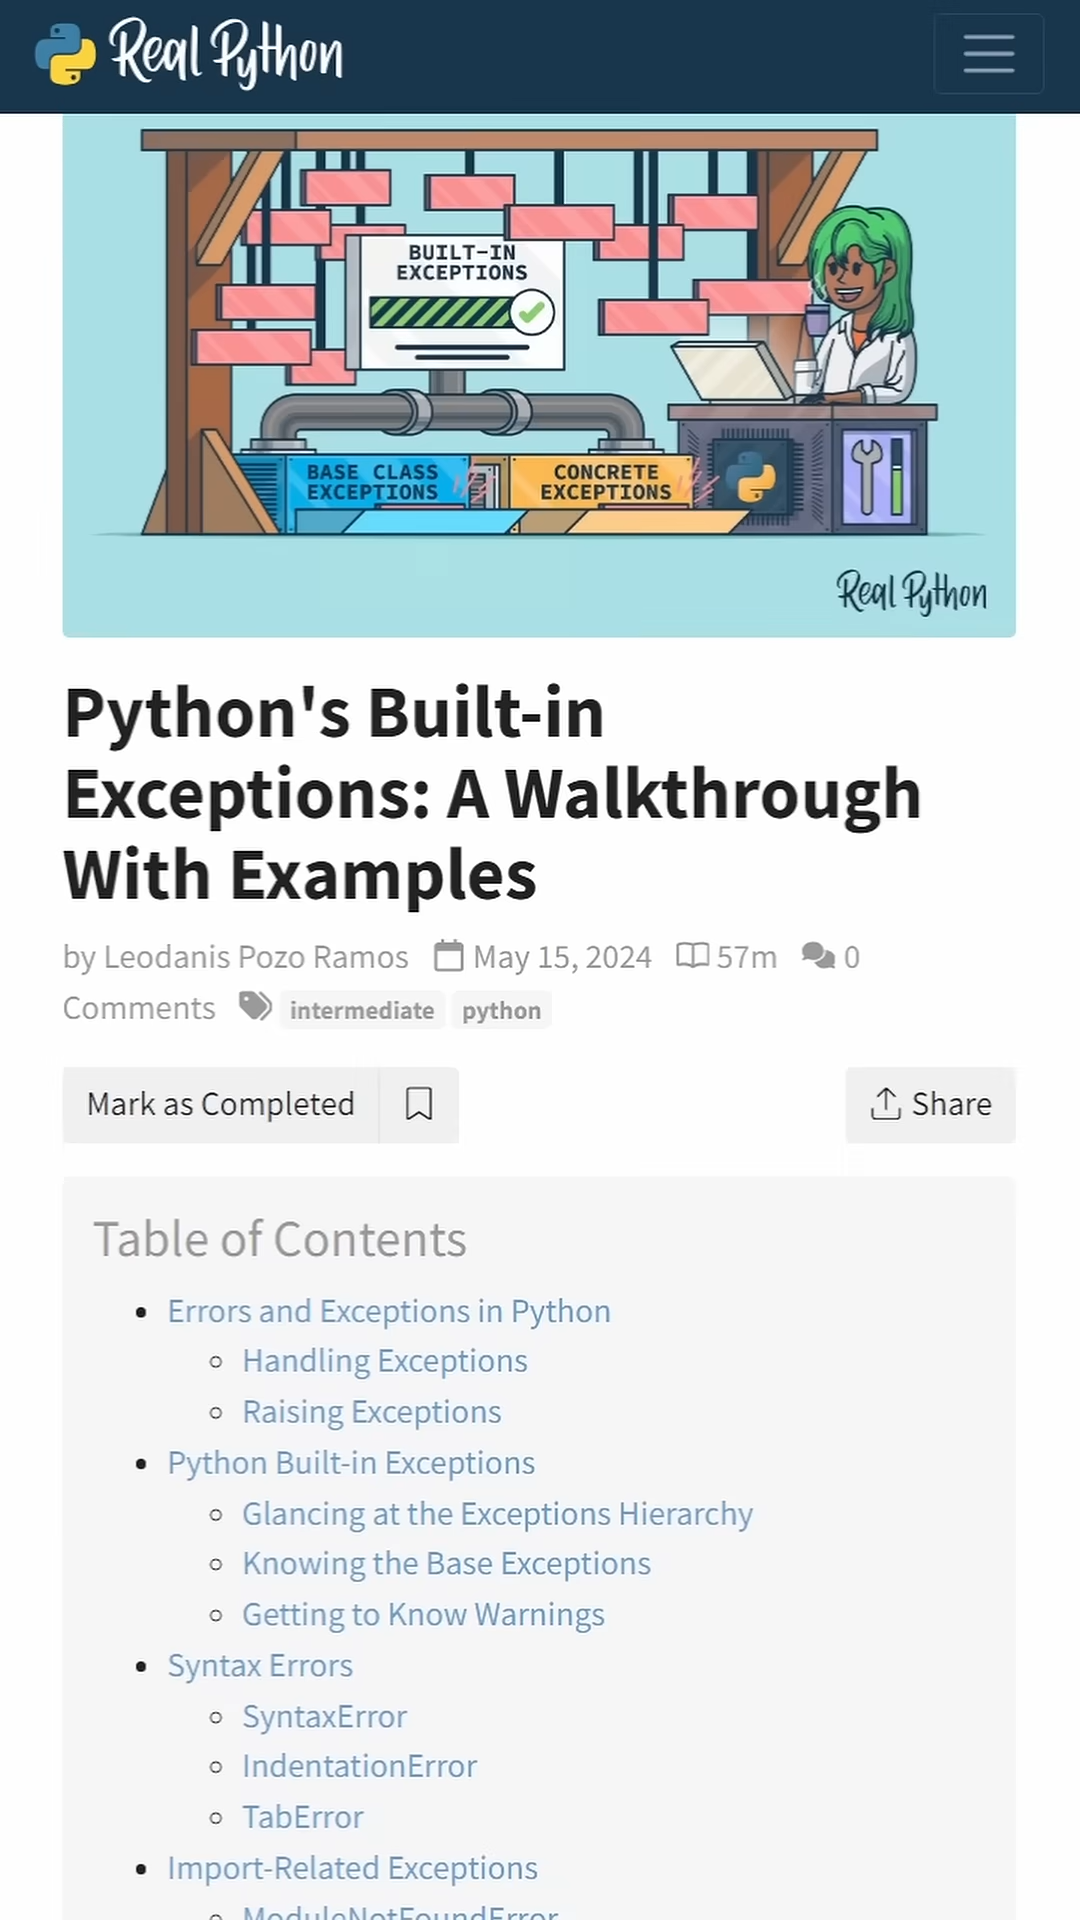 Real Python
BUILT-IN
EXCEPTIONS
BASE CLASS
EXCEPTIONS
CONCRETE
EXCEPTIONS
Real Python
Python's Built-in
Exceptions: A Walkthrough
With Examples
by Leodanis Pozo Ramos May 15, 2024 57m 0
Comments intermediate python
Mark as Completed Share
Table of Contents
Errors and Exceptions in Python
Handling Exceptions
Raising Exceptions
Python Built-in Exceptions
Glancing at the Exceptions Hierarchy
Knowing the Base Exceptions
Getting to Know Warnings
Syntax Errors
SyntaxError
IndentationError
TabError
Import-Related Exceptions
ModuleNotFoundError